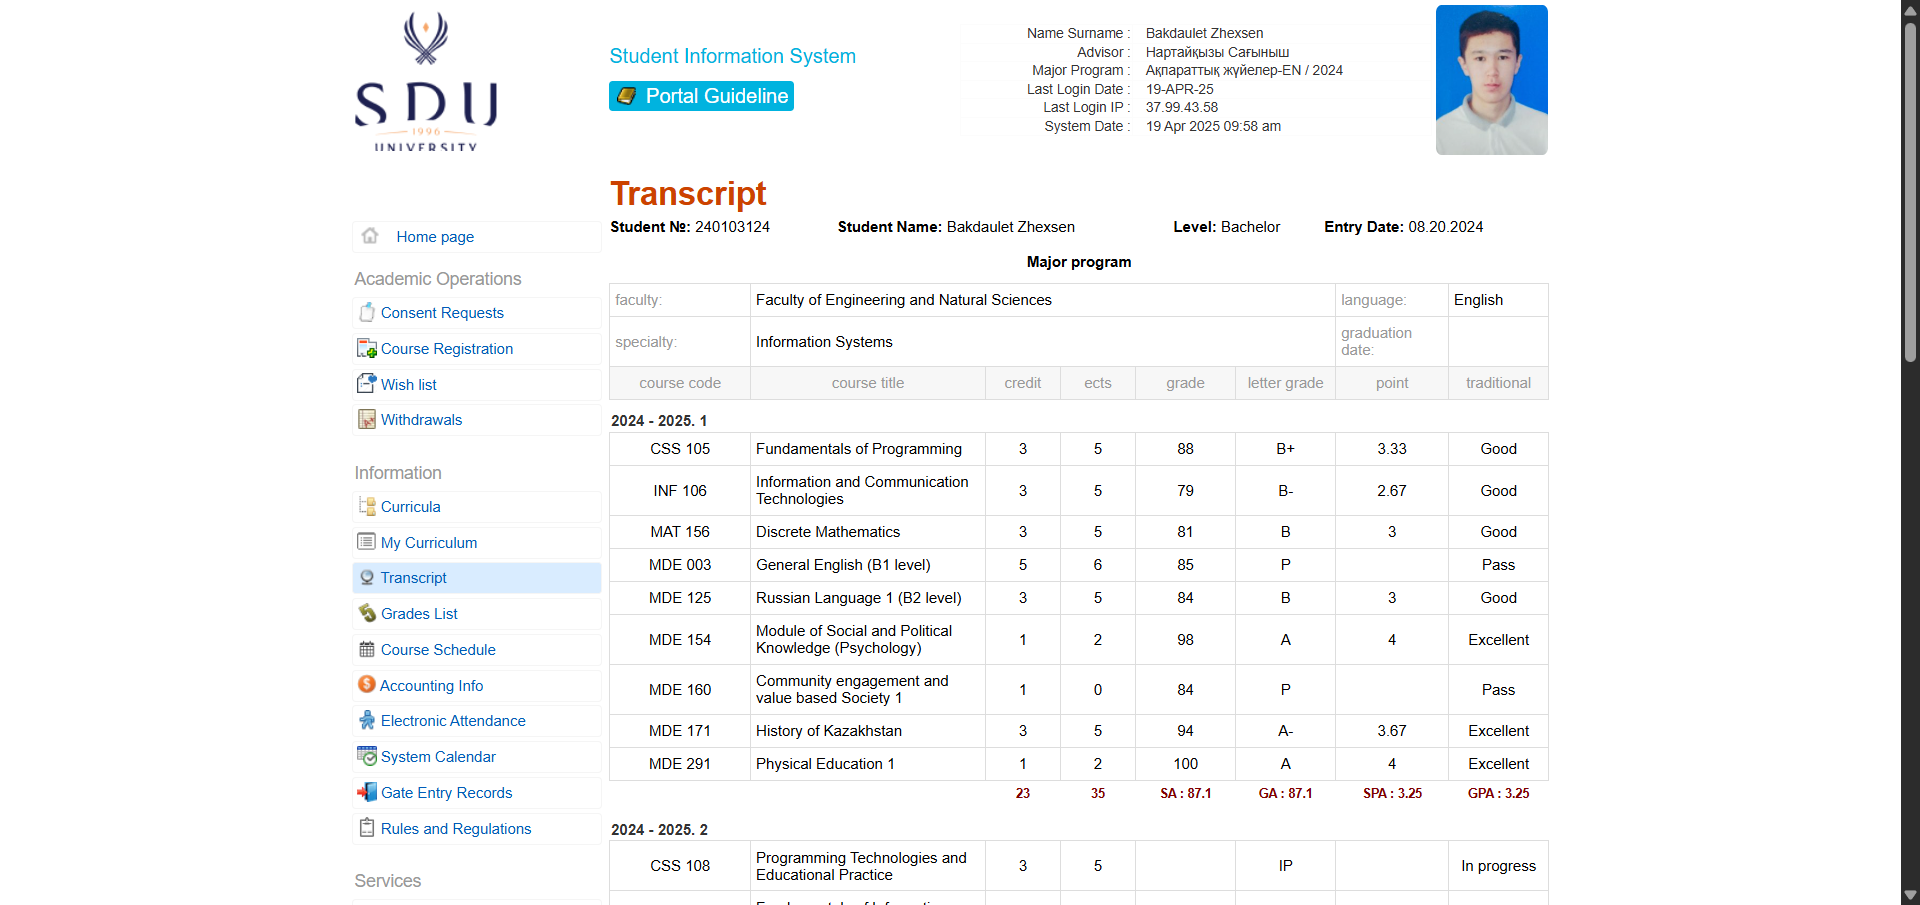 SDU
1996
UNIVERSITY
Student Information System
Portal Guideline
Name Surname : Bakdaulet Zhexsen
Advisor : Нартайқызы Сағыныш
Major Program : Ақпараттық жүйелер-EN / 2024
Last Login Date : 19-APR-25
Last Login IP : 37.99.43.58
System Date : 19 Apr 2025 09:58 am
Home page
Academic Operations
Consent Requests
Course Registration
Wish list
Withdrawals
Information
Curricula
My Curriculum
Transcript
Grades List
Course Schedule
Accounting Info
Electronic Attendance
System Calendar
Gate Entry Records
Rules and Regulations
Services
Transcript
Student №: 240103124 Student Name: Bakdaulet Zhexsen Level: Bachelor Entry Date: 08.20.2024
Major program
faculty: Faculty of Engineering and Natural Sciences language: English
specialty: Information Systems graduation
date:
course code course title credit ects grade letter grade point traditional
2024 - 2025. 1
CSS 105 Fundamentals of Programming 3 5 88 B+ 3.33 Good
INF 106 Information and Communication
Technologies 3 5 79 B- 2.67 Good
MAT 156 Discrete Mathematics 3 5 81 B 3 Good
MDE 003 General English (B1 level) 5 6 85 P Pass
MDE 125 Russian Language 1 (B2 level) 3 5 84 B 3 Good
MDE 154 Module of Social and Political
Knowledge (Psychology) 1 2 98 A 4 Excellent
MDE 160 Community engagement and
value based Society 1 1 0 84 P Pass
MDE 171 History of Kazakhstan 3 5 94 A- 3.67 Excellent
MDE 291 Physical Education 1 1 2 100 A 4 Excellent
23 35 SA : 87.1 GA : 87.1 SPA : 3.25 GPA : 3.25
2024 - 2025. 2
CSS 108 Programming Technologies and
Educational Practice 3 5 IP In progress